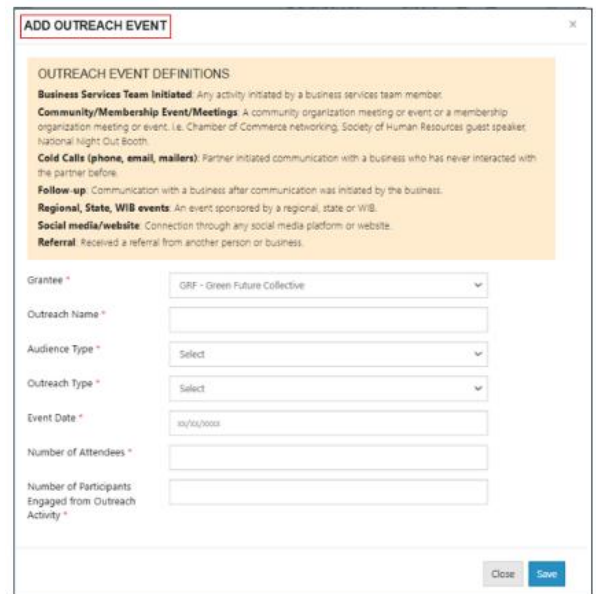 ADD OUTREACH EVENT
×
OUTREACH EVENT DEFINITIONS
Business Services Team Initiated: Any activity initiated by a business services team member.
Community/Membership Event/Meetings: A community organization meeting or event or a membership
organization meeting or event. i.e. Chamber of Commerce networking, Society of Human Resources guest speaker,
National Night Out Booth.
Cold Calls (phone, email, mailers): Partner initiated communication with a business who has never interacted with
the partner before.
Follow-up: Communication with a business after communication was initiated by the business.
Regional, State, WIB events: An event sponsored by a regional, state or WIB.
Social media/website: Connection through any social media platform or website.
Referral: Received a referral from another person or business.
Grantee *
GRF - Green Future Collective
Outreach Name *
Audience Type *
Select
Outreach Type *
Select
Event Date *
xx/xx/xxxx
Number of Attendees *
Number of Participants
Engaged from Outreach
Activity *
Close
Save